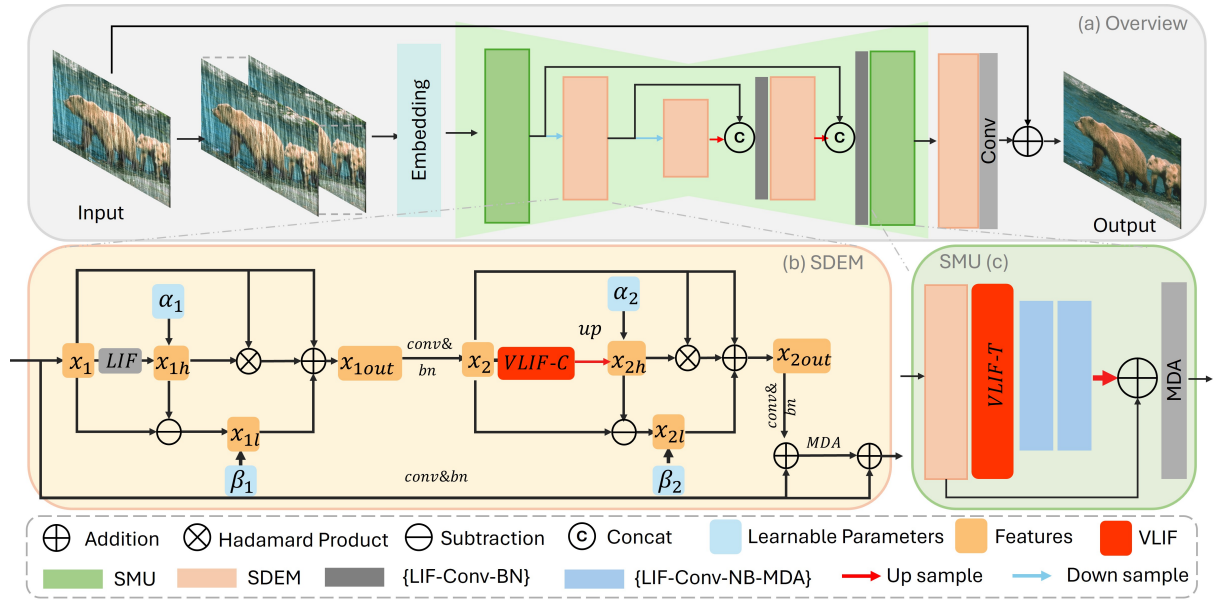 (a) Overview
Embedding
C
C
Conv
Input
Output
(b) SDEM
SMU (c)
α₁
α₂
up
x₁
LIF
x₁ₕ
x₁ₒᵤₜ
conv&
bn
x₂
VLIF-C
x₂ₕ
x₂ₒᵤₜ
conv&
bn
VLIF-T
MDA
x₁ₗ
x₂ₗ
MDA
β₁
conv&bn
β₂
Addition
Hadamard Product
Subtraction
C
Concat
Learnable Parameters
Features
VLIF
SMU
SDEM
{LIF-Conv-BN}
{LIF-Conv-NB-MDA}
Up sample
Down sample